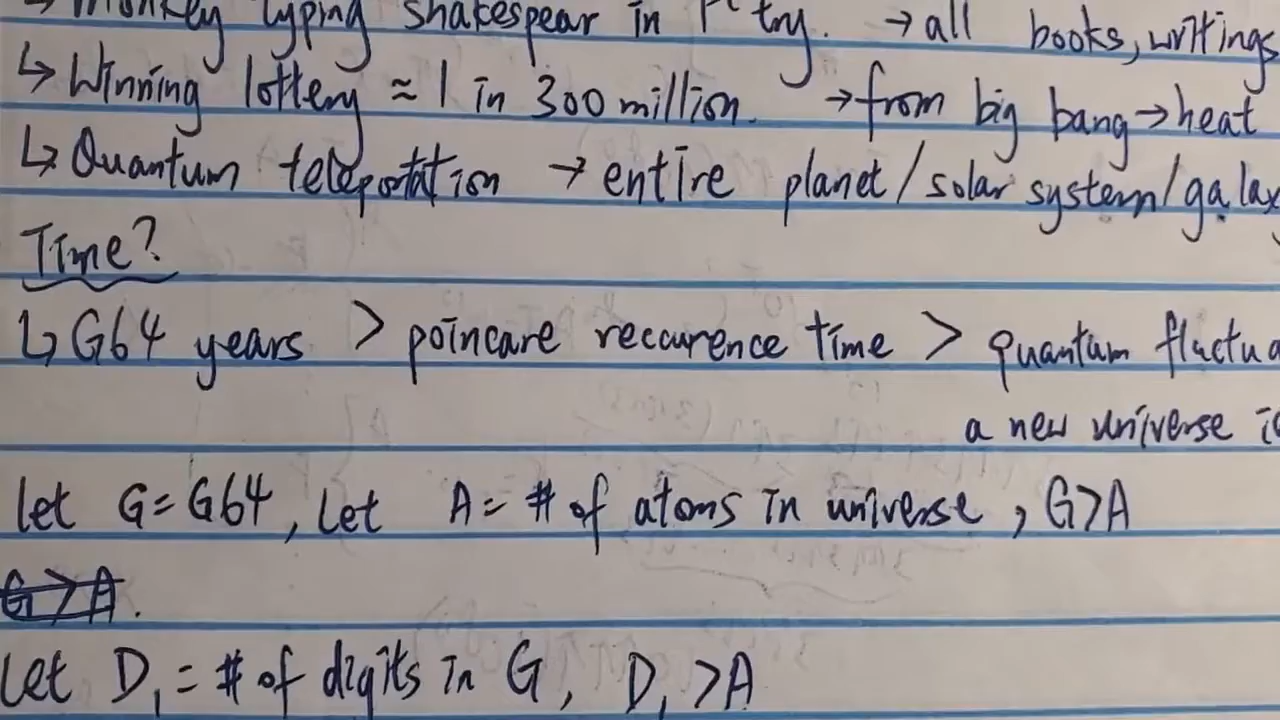 → Monkey typing shakespear in 1st try. → all books, writings
↳ Winning lottery ≈ 1 in 300 million. → from big bang → heat
↳ Quantum teleportation → entire planet / solar system / galaxy
Time?
↳ G64 years > poincare reccurence time > quantum fluctua
a new universe
let G = G64, Let A = # of atoms in universe, G>A
G>A.
Let D₁ = # of digits in G, D₁ >A